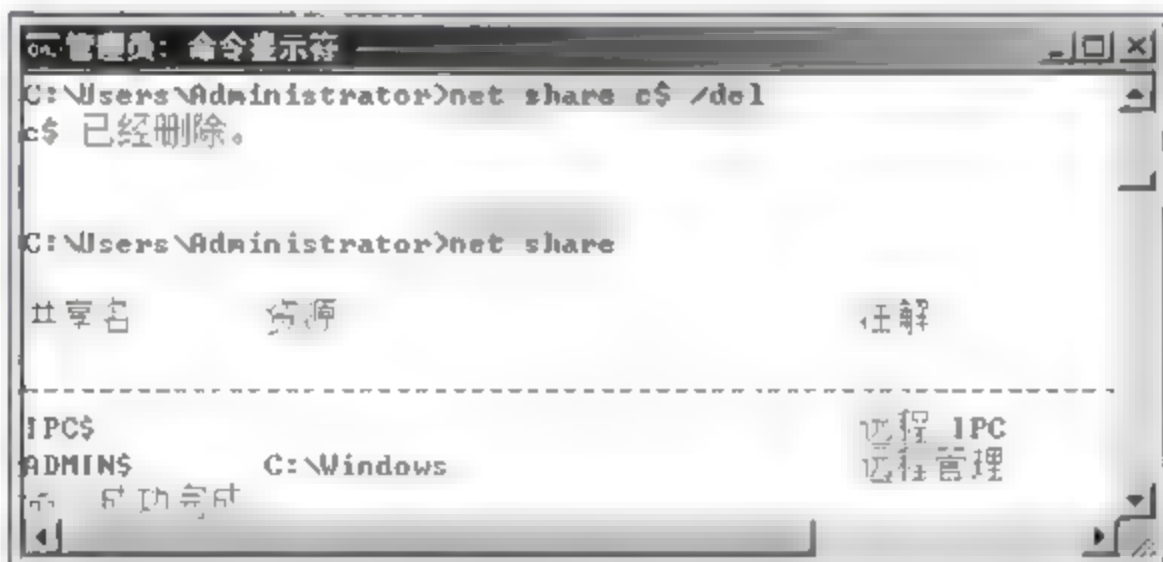 管理员: 命令提示符
C:\Users\Administrator>net share c$ /del
c$ 已经删除。
C:\Users\Administrator>net share
共享名 资源 注解
IPC$ 远程 IPC
ADMIN$ C:\Windows 远程管理
成功完成